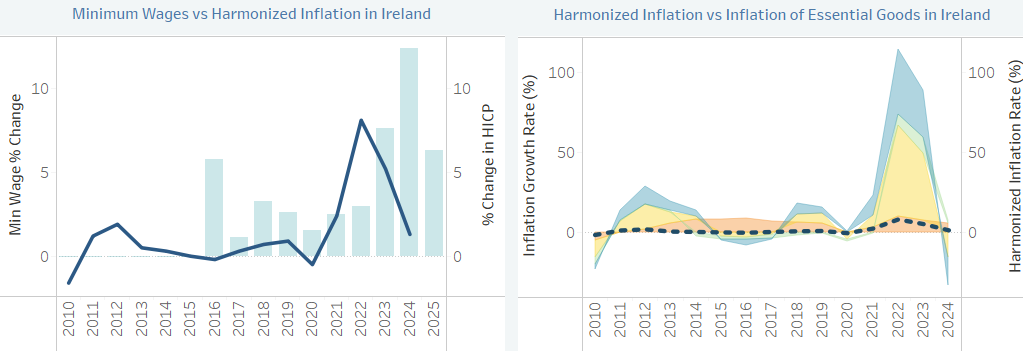 Minimum Wages vs Harmonized Inflation in Ireland
Min Wage % Change
10
5
0
10
5
0
% Change in HICP
2010 2011 2012 2013 2014 2015 2016 2017 2018 2019 2020 2021 2022 2023 2024 2025
Harmonized Inflation vs Inflation of Essential Goods in Ireland
Inflation Growth Rate (%)
100
50
0
100
50
0
Harmonized Inflation Rate (%)
2010 2011 2012 2013 2014 2015 2016 2017 2018 2019 2020 2021 2022 2023 2024